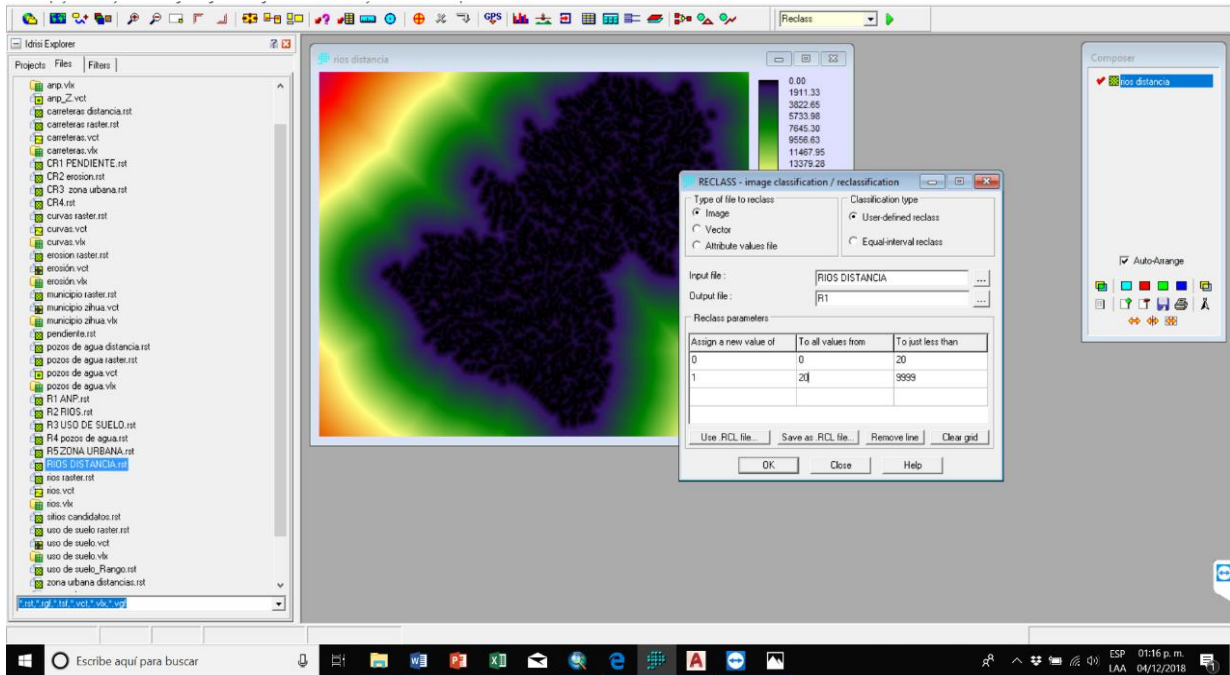 GPS
Reclass
Idrisi Explorer
Projects Files Filters
anp.vlx
anp_Z.vct
carreteras distancia.rst
carreteras raster.rst
carreteras.vct
carreteras.vlx
CR1 PENDIENTE.rst
CR2 erosion.rst
CR3 zona urbana.rst
CR4.rst
curvas raster.rst
curvas.vct
curvas.vlx
erosion raster.rst
erosión.vct
erosión.vlx
municipio raster.rst
municipio zihua.vct
municipio zihua.vlx
pendiente.rst
pozos de agua distancia.rst
pozos de agua raster.rst
pozos de agua.vct
pozos de agua.vlx
R1 ANP.rst
R2 RIOS.rst
R3 USO DE SUELO.rst
R4 pozos de agua.rst
R5 ZONA URBANA.rst
RIOS DISTANCIA.rst
rios raster.rst
rios.vct
rios.vlx
sitios candidatos.rst
uso de suelo raster.rst
uso de suelo.vct
uso de suelo.vlx
uso de suelo_Rango.rst
zona urbana distancias.rst
*.rst,*.rgf,*.tsf,*.vct,*.vlx,*.vgf
rios distancia
0.00
1911.33
3822.65
5733.98
7645.30
9556.63
11467.95
13379.28
RECLASS - image classification / reclassification
Type of file to reclass
Image
Vector
Attribute values file
Classification type
User-defined reclass
Equal-interval reclass
Input file :
RIOS DISTANCIA
...
Output file :
R1
...
Reclass parameters
Assign a new value of To all values from To just less than
0 0 20
1 20 9999
Use .RCL file... Save as .RCL file... Remove line Clear grid
OK Close Help
Composer
rios distancia
Auto-Arrange
Escribe aquí para buscar
ESP 01:16 p. m.
LAA 04/12/2018